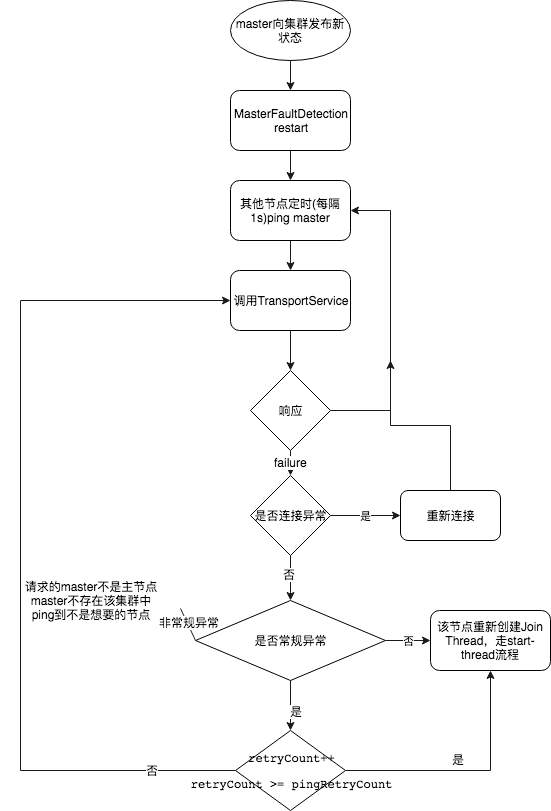 master向集群发布新
状态
MasterFaultDetection
restart
其他节点定时(每隔
1s)ping master
调用TransportService
响应
failure
是否连接异常
是
重新连接
否
请求的master不是主节点
master不存在该集群中
ping到不是想要的节点
非常规异常
是否常规异常
否
该节点重新创建Join
Thread，走start-
thread流程
是
retryCount++
retryCount >= pingRetryCount
否
是